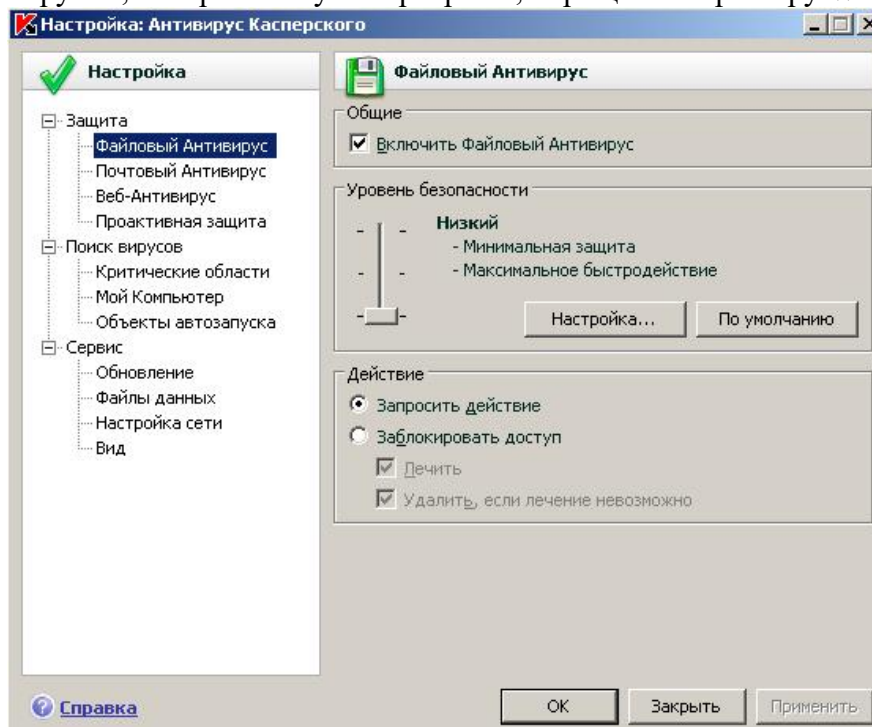 Настройка: Антивирус Касперского
Настройка
Защита
Файловый Антивирус
Почтовый Антивирус
Веб-Антивирус
Проактивная защита
Поиск вирусов
Критические области
Мой Компьютер
Объекты автозапуска
Сервис
Обновление
Файлы данных
Настройка сети
Вид
Справка
Файловый Антивирус
Общие
Включить Файловый Антивирус
Уровень безопасности
Низкий
- Минимальная защита
- Максимальное быстродействие
Настройка... По умолчанию
Действие
Запросить действие
Заблокировать доступ
Лечить
Удалить, если лечение невозможно
ОК Закрыть Применить